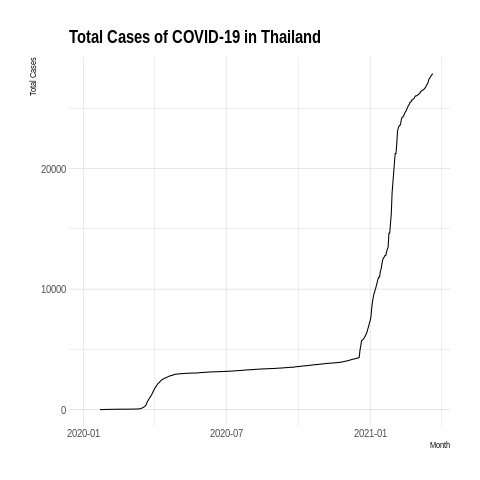 Total Cases of COVID-19 in Thailand
Total Cases
20000
10000
0
2020-01
2020-07
2021-01
Month